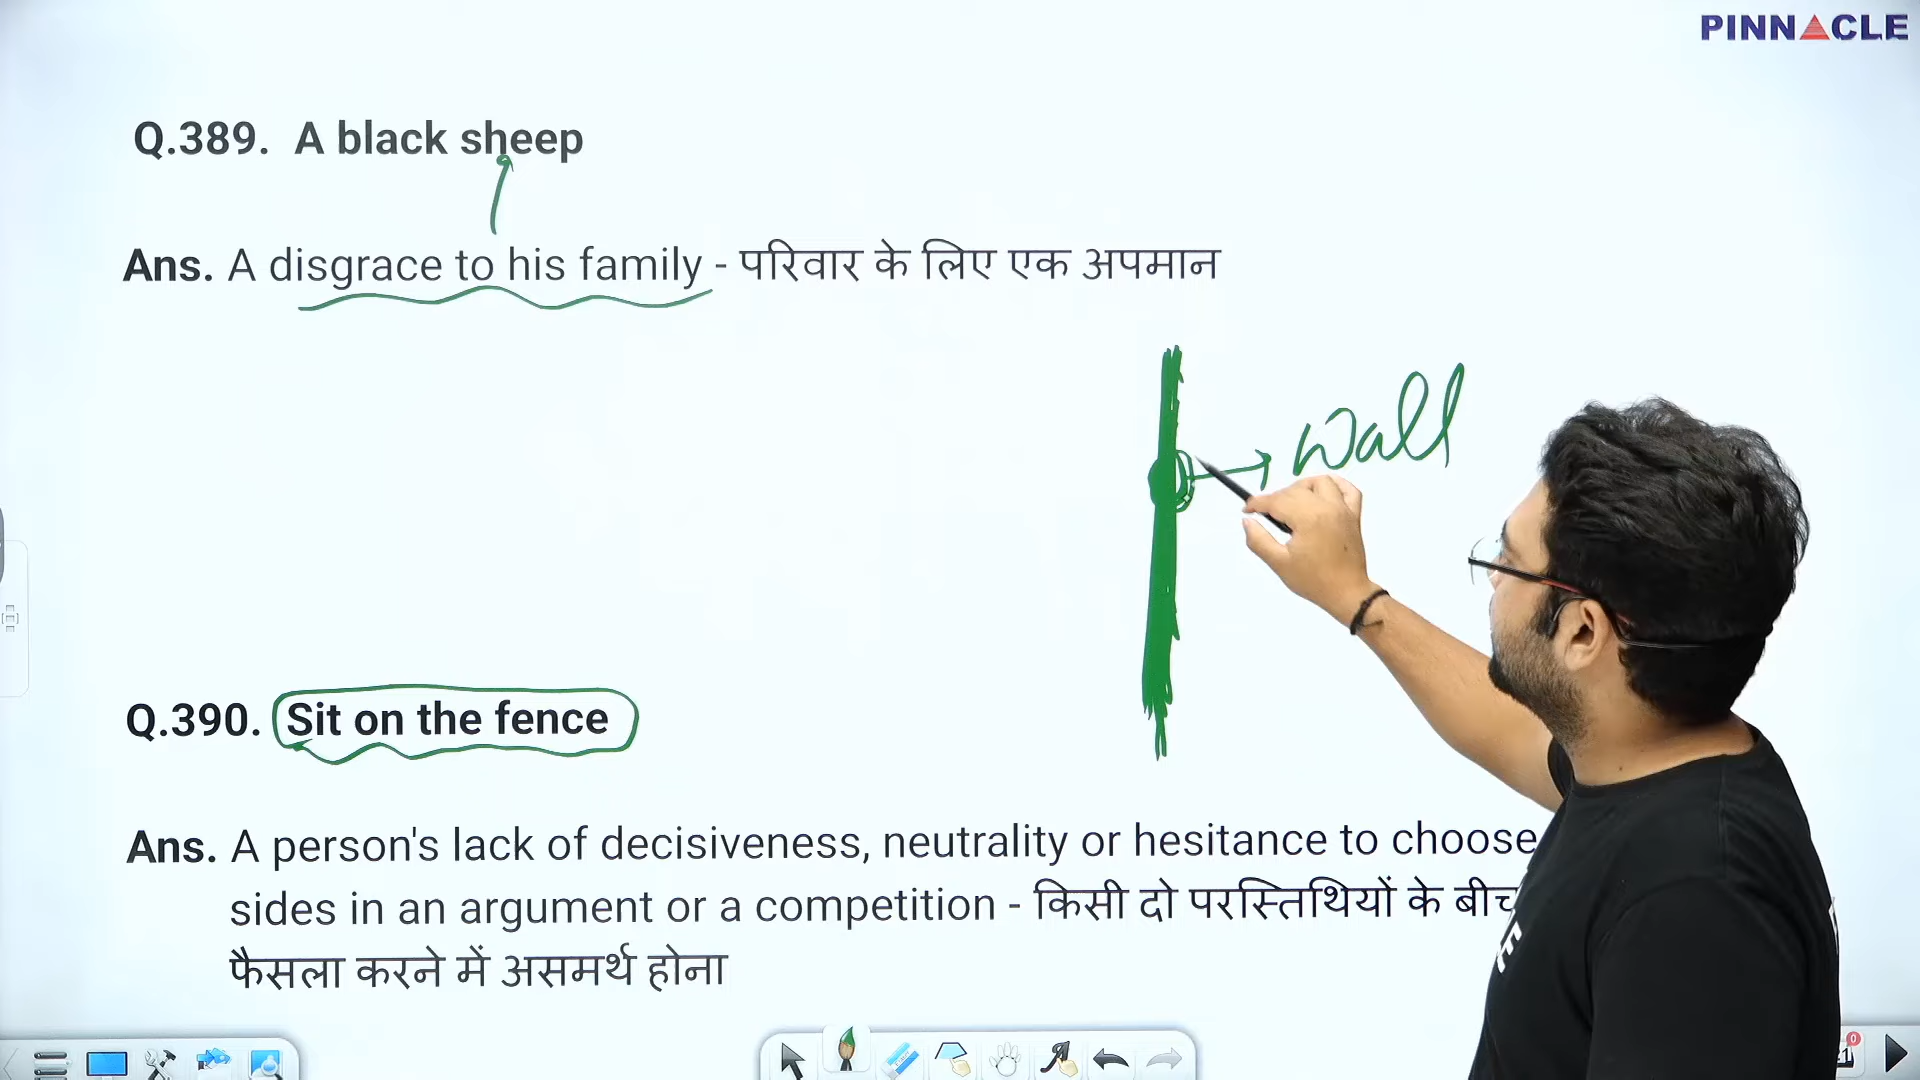 PINNACLE
Q.389. A black sheep
Ans. A disgrace to his family - परिवार के लिए एक अपमान
wall
Q.390. Sit on the fence
Ans. A person's lack of decisiveness, neutrality or hesitance to choose
sides in an argument or a competition - किसी दो परस्तिथियों के बीच
फैसला करने में असमर्थ होना